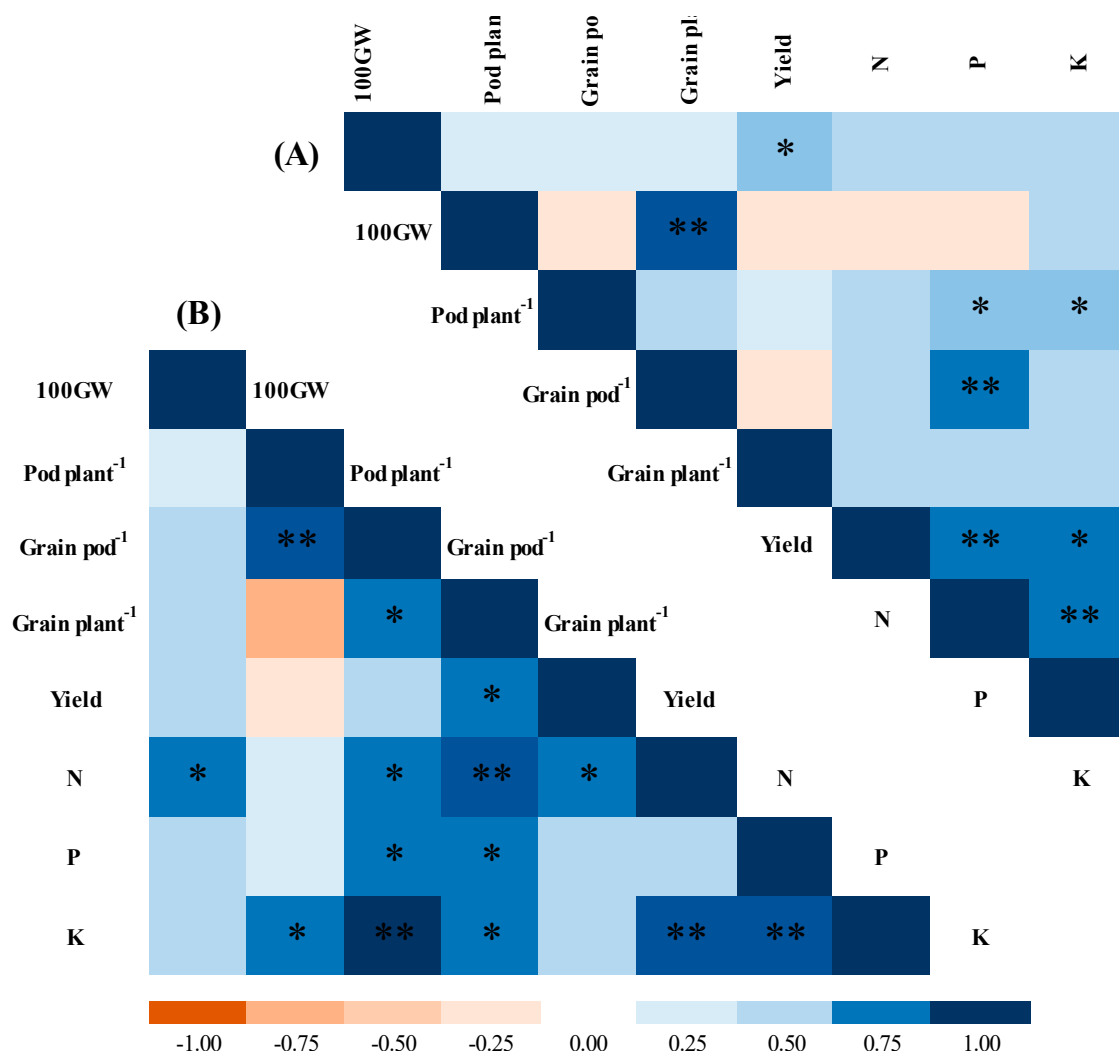 100GW Pod plan Grain po Grain pl Yield N P K
(A) *
100GW **
(B) Pod plant⁻¹ * *
100GW 100GW Grain pod⁻¹ **
Pod plant⁻¹ Pod plant⁻¹ Grain plant⁻¹
Grain pod⁻¹ ** Grain pod⁻¹ Yield ** *
Grain plant⁻¹ * Grain plant⁻¹ N **
Yield * Yield P
N * * ** * N K
P * * P
K * ** * ** ** K
-1.00 -0.75 -0.50 -0.25 0.00 0.25 0.50 0.75 1.00